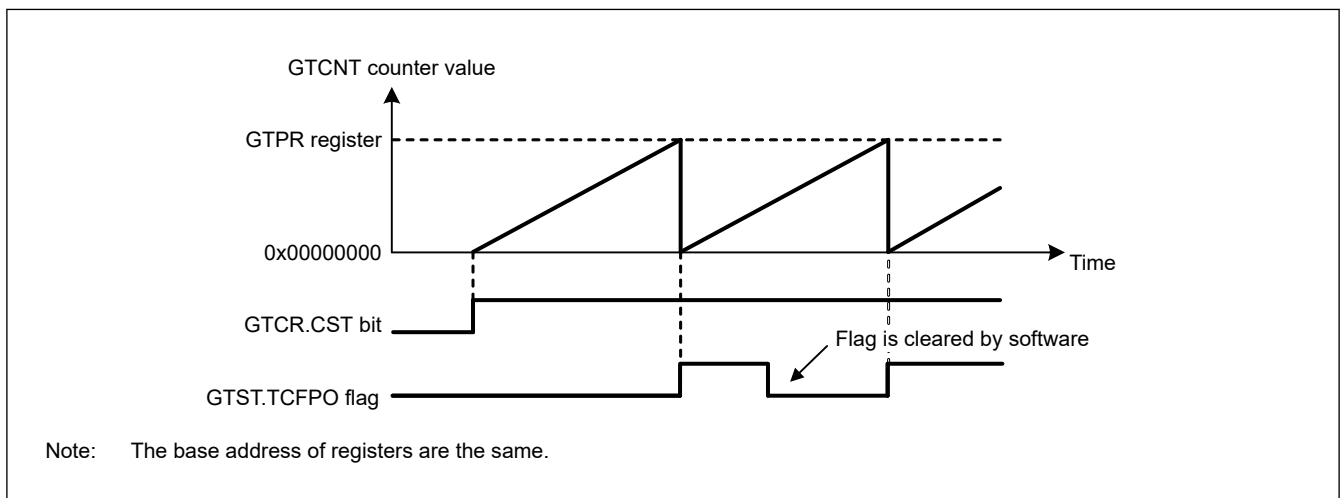 GTCNT counter value
GTPR register
0x00000000
Time
GTCR.CST bit
Flag is cleared by software
GTST.TCFPO flag
Note: The base address of registers are the same.